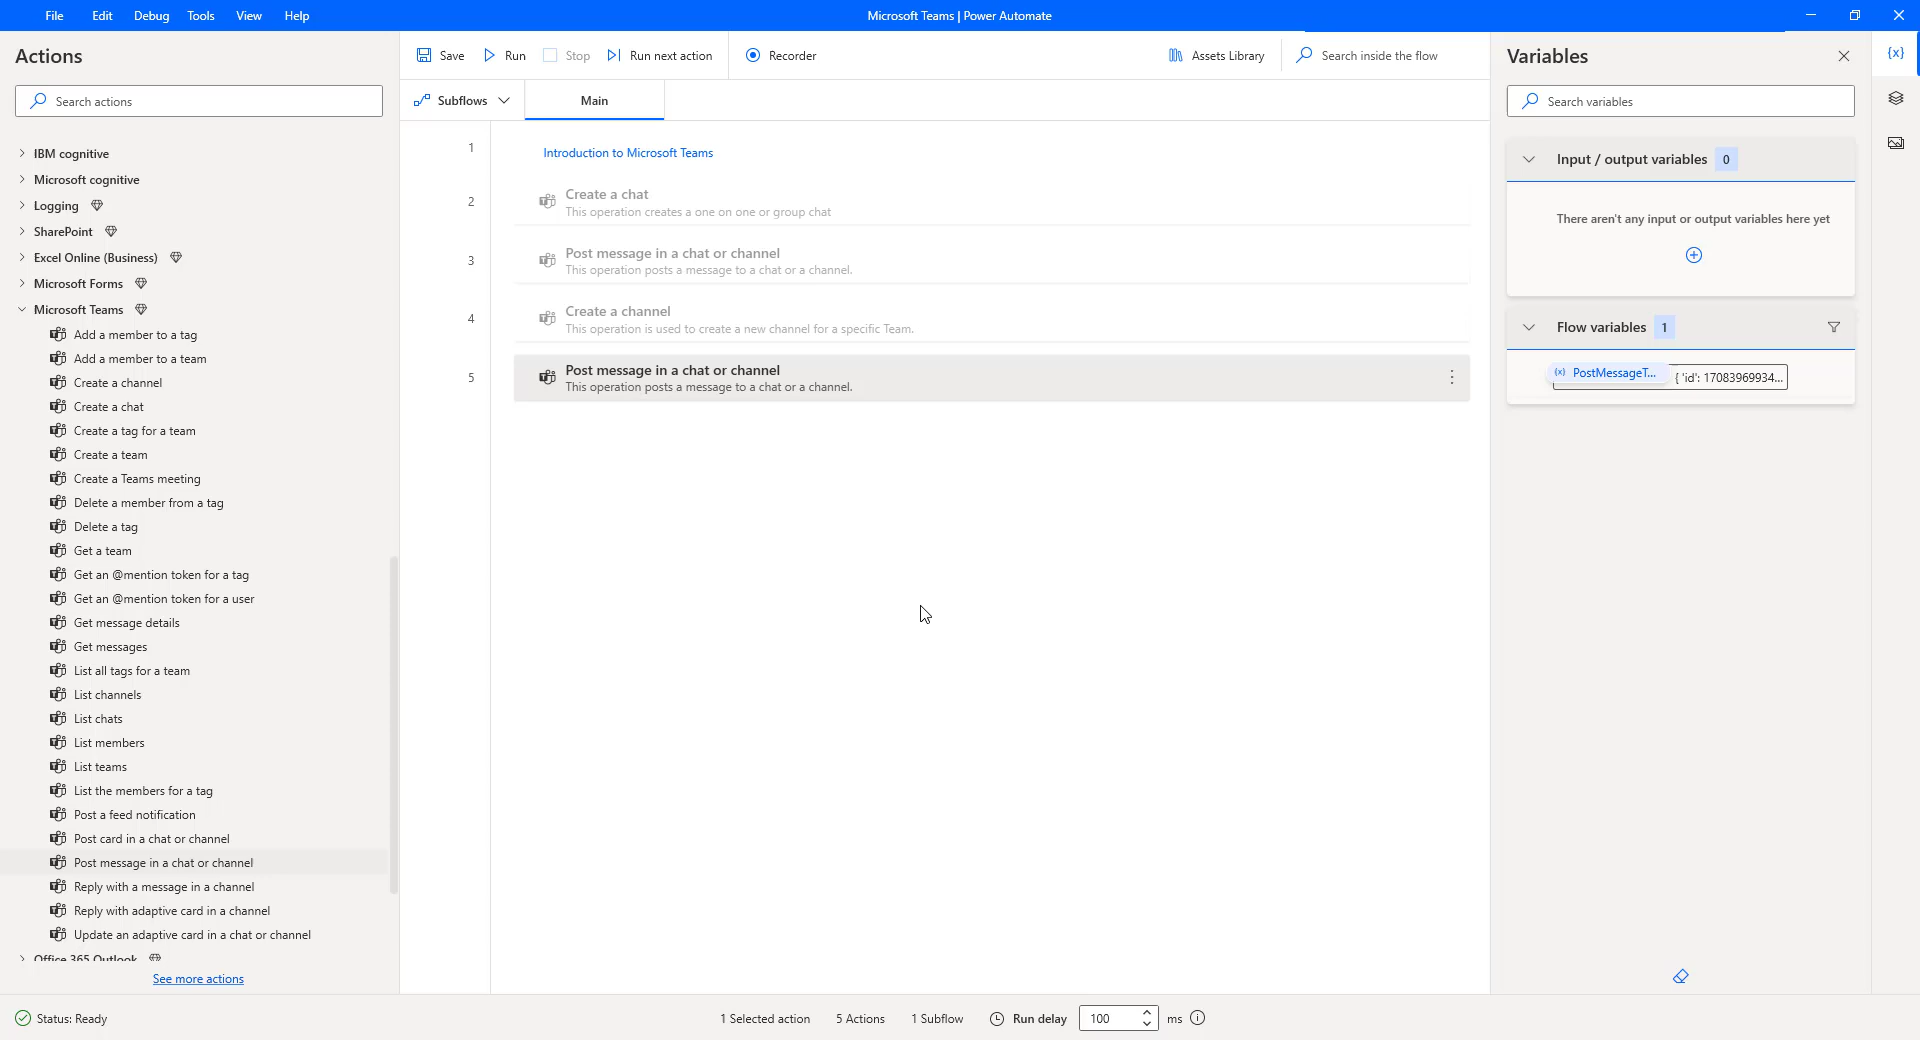 File Edit Debug Tools View Help
Microsoft Teams | Power Automate
Actions
Search actions
IBM cognitive
Microsoft cognitive
Logging
SharePoint
Excel Online (Business)
Microsoft Forms
Microsoft Teams
Add a member to a tag
Add a member to a team
Create a channel
Create a chat
Create a tag for a team
Create a team
Create a Teams meeting
Delete a member from a tag
Delete a tag
Get a team
Get an @mention token for a tag
Get an @mention token for a user
Get message details
Get messages
List all tags for a team
List channels
List chats
List members
List teams
List the members for a tag
Post a feed notification
Post card in a chat or channel
Post message in a chat or channel
Reply with a message in a channel
Reply with adaptive card in a channel
Update an adaptive card in a chat or channel
Office 365 Outlook
See more actions
Save Run Stop Run next action Recorder Assets Library Search inside the flow
Subflows Main
1 Introduction to Microsoft Teams
2 Create a chat
This operation creates a one on one or group chat
3 Post message in a chat or channel
This operation posts a message to a chat or a channel.
4 Create a channel
This operation is used to create a new channel for a specific Team.
5 Post message in a chat or channel
This operation posts a message to a chat or a channel.
Variables
{x}
Search variables
Input / output variables 0
There aren't any input or output variables here yet
Flow variables 1
(x) PostMessageT... { 'id': 17083969934...
Status: Ready 1 Selected action 5 Actions 1 Subflow Run delay 100 ms